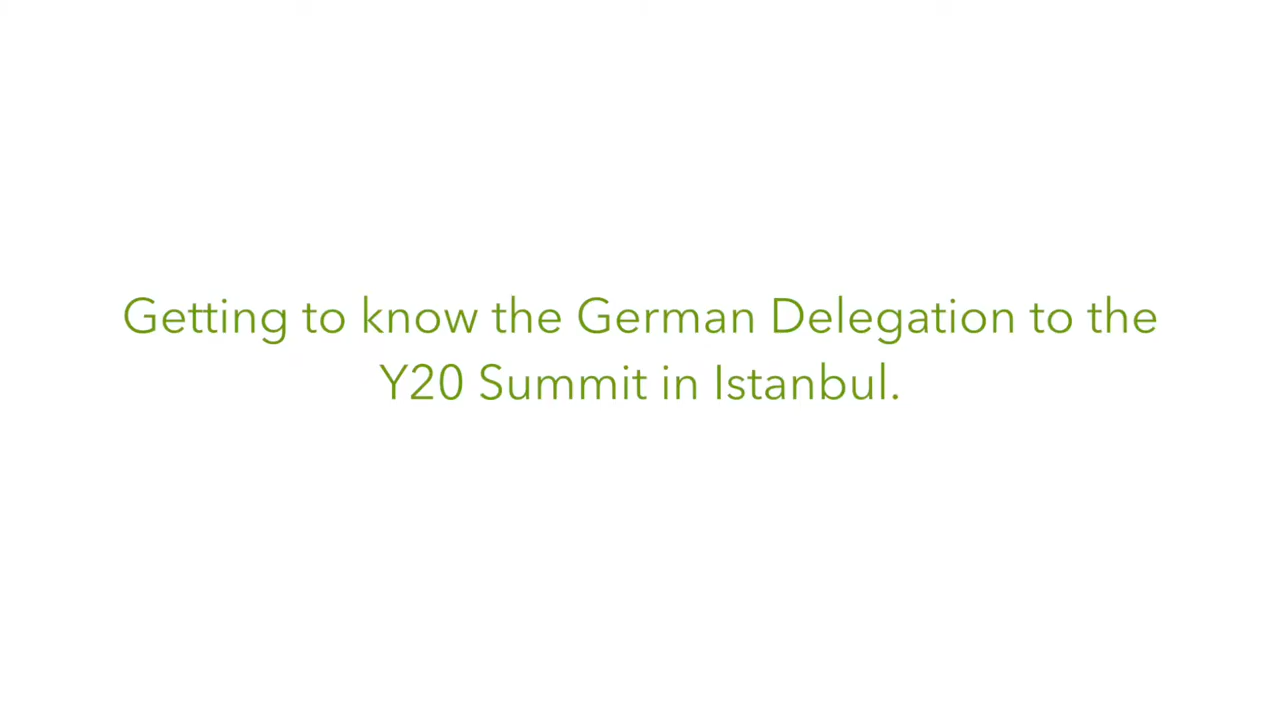 Getting to know the German Delegation to the
Y20 Summit in Istanbul.